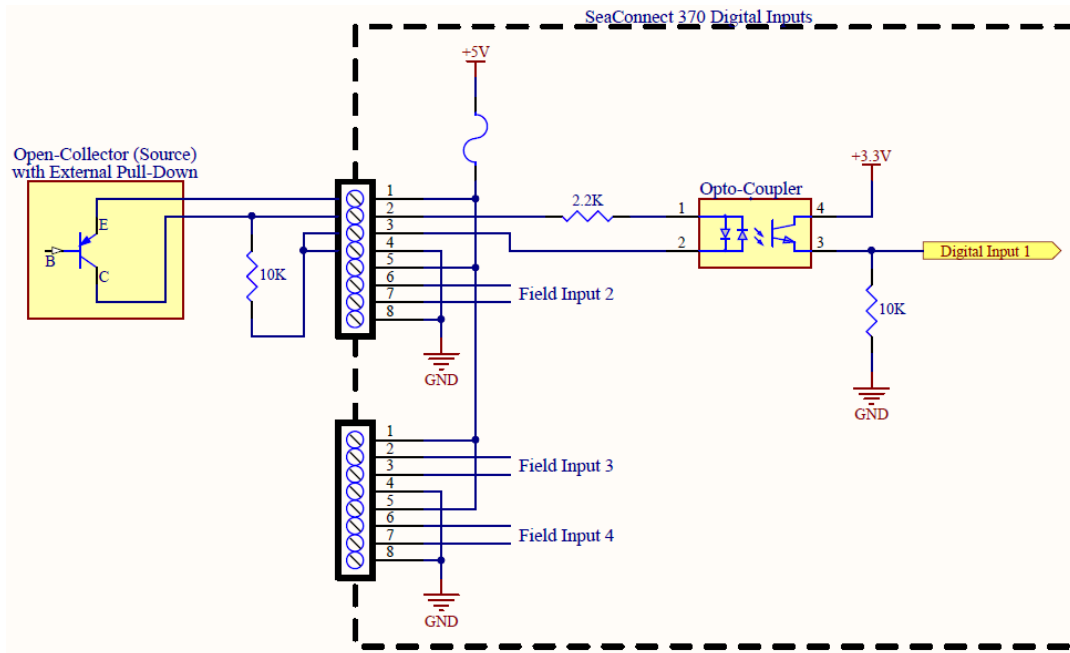 SeaConnect 370 Digital Inputs
+5V
Open-Collector (Source)
with External Pull-Down
E
B
C
10K
1
2
3
4
5
6
7
8
2.2K
Opto-Coupler
1
2
4
3
+3.3V
Digital Input 1
10K
GND
Field Input 2
GND
1
2
3
4
5
6
7
8
Field Input 3
Field Input 4
GND